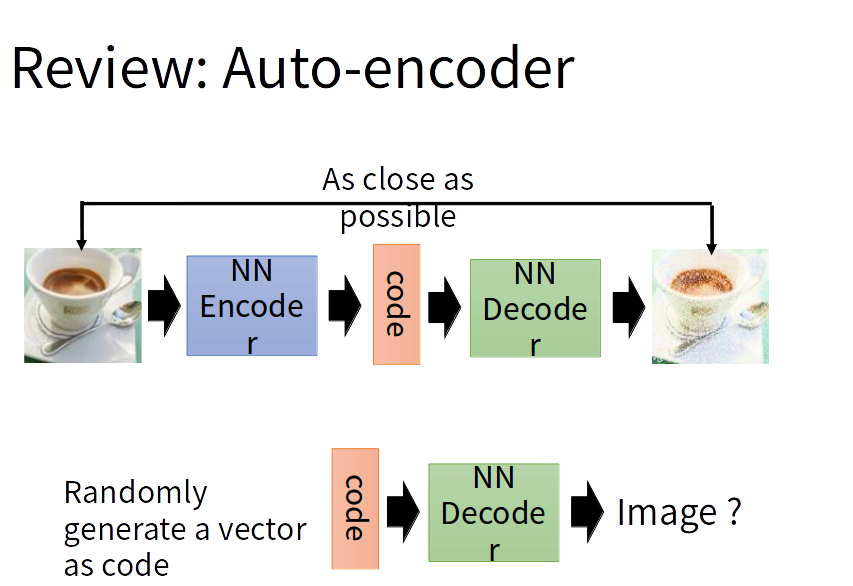 Review: Auto-encoder
As close as
possible
NN
Encode
r
code
NN
Decode
r
Randomly
generate a vector
as code
code
NN
Decode
r
Image ?